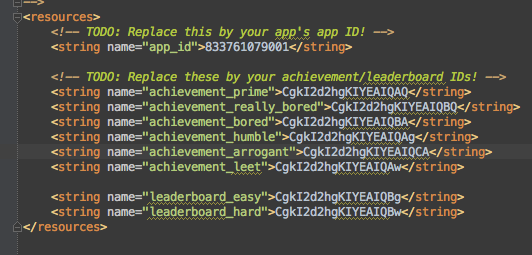 -->
<resources>
<!-- TODO: Replace this by your app's app ID! -->
<string name="app_id">833761079001</string>
<!-- TODO: Replace these by your achievement/leaderboard IDs! -->
<string name="achievement_prime">CgkI2d2hgKIYEAIQAQ</string>
<string name="achievement_really_bored">CgkI2d2hgKIYEAIQBQ</string>
<string name="achievement_bored">CgkI2d2hgKIYEAIQBA</string>
<string name="achievement_humble">CgkI2d2hgKIYEAIQAg</string>
<string name="achievement_arrogant">CgkI2d2hgKIYEAIQCA</string>
<string name="achievement_leet">CgkI2d2hgKIYEAIQAw</string>
<string name="leaderboard_easy">CgkI2d2hgKIYEAIQBg</string>
<string name="leaderboard_hard">CgkI2d2hgKIYEAIQBw</string>
</resources>